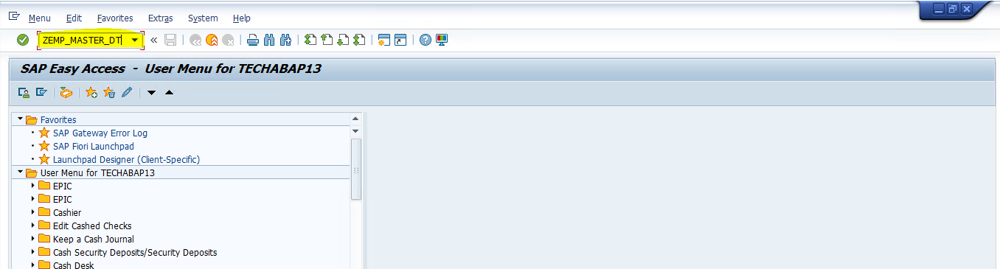 Menu Edit Favorites Extras System Help
ZEMP_MASTER_DT
SAP Easy Access - User Menu for TECHABAP13
Favorites
SAP Gateway Error Log
SAP Fiori Launchpad
Launchpad Designer (Client-Specific)
User Menu for TECHABAP13
EPIC
EPIC
Cashier
Edit Cashed Checks
Keep a Cash Journal
Cash Security Deposits/Security Deposits
Cash Desk